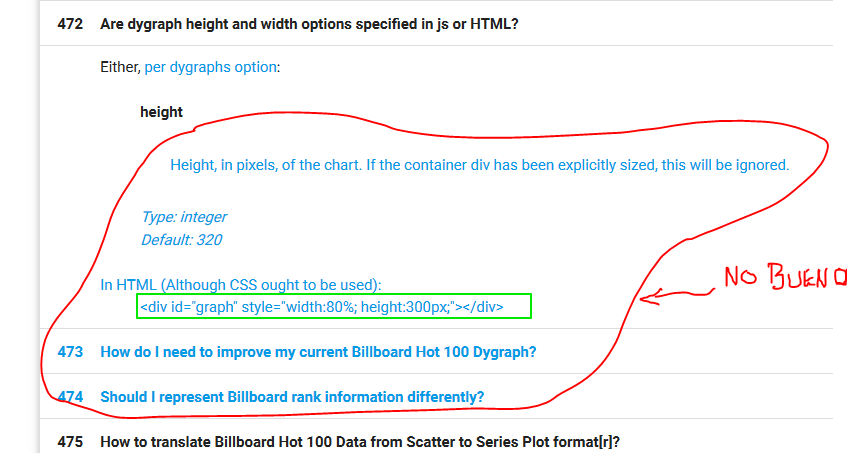 472 Are dygraph height and width options specified in js or HTML?
Either, per dygraphs option:
height
Height, in pixels, of the chart. If the container div has been explicitly sized, this will be ignored.
Type: integer
Default: 320
NO BUENO
In HTML (Although CSS ought to be used):
<div id="graph" style="width:80%; height:300px;"></div>
473 How do I need to improve my current Billboard Hot 100 Dygraph?
474 Should I represent Billboard rank information differently?
475 How to translate Billboard Hot 100 Data from Scatter to Series Plot format[r]?